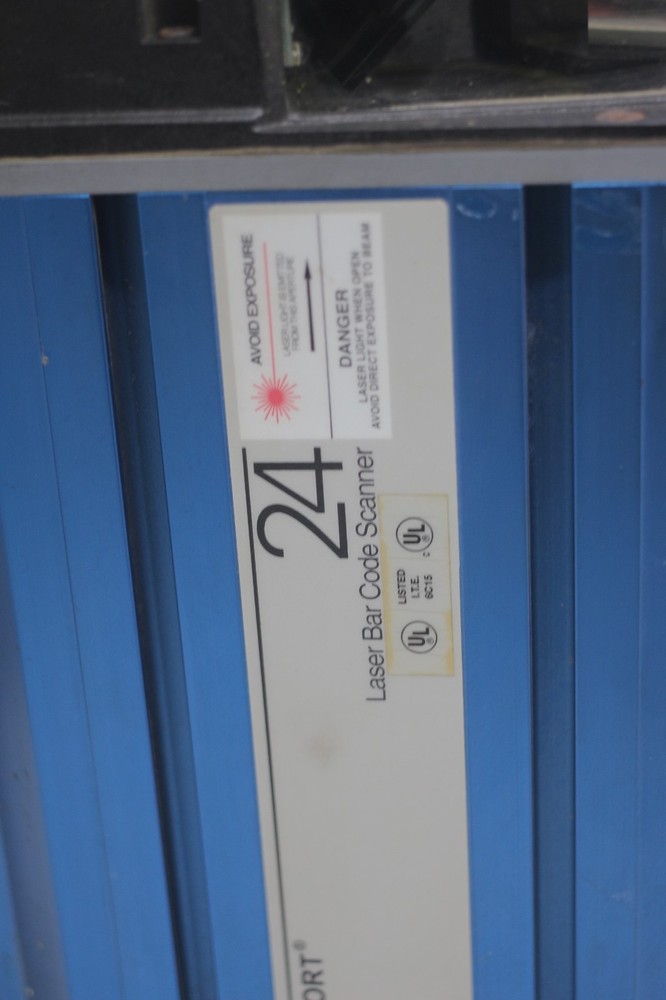 AVOID EXPOSURE
LASER LIGHT IS EMITTED
FROM THIS APERTURE
DANGER
LASER LIGHT WHEN OPEN
AVOID DIRECT EXPOSURE TO BEAM
ORT®
24
Laser Bar Code Scanner
UL ®
LISTED
I.T.E.
6C15
c UL ®